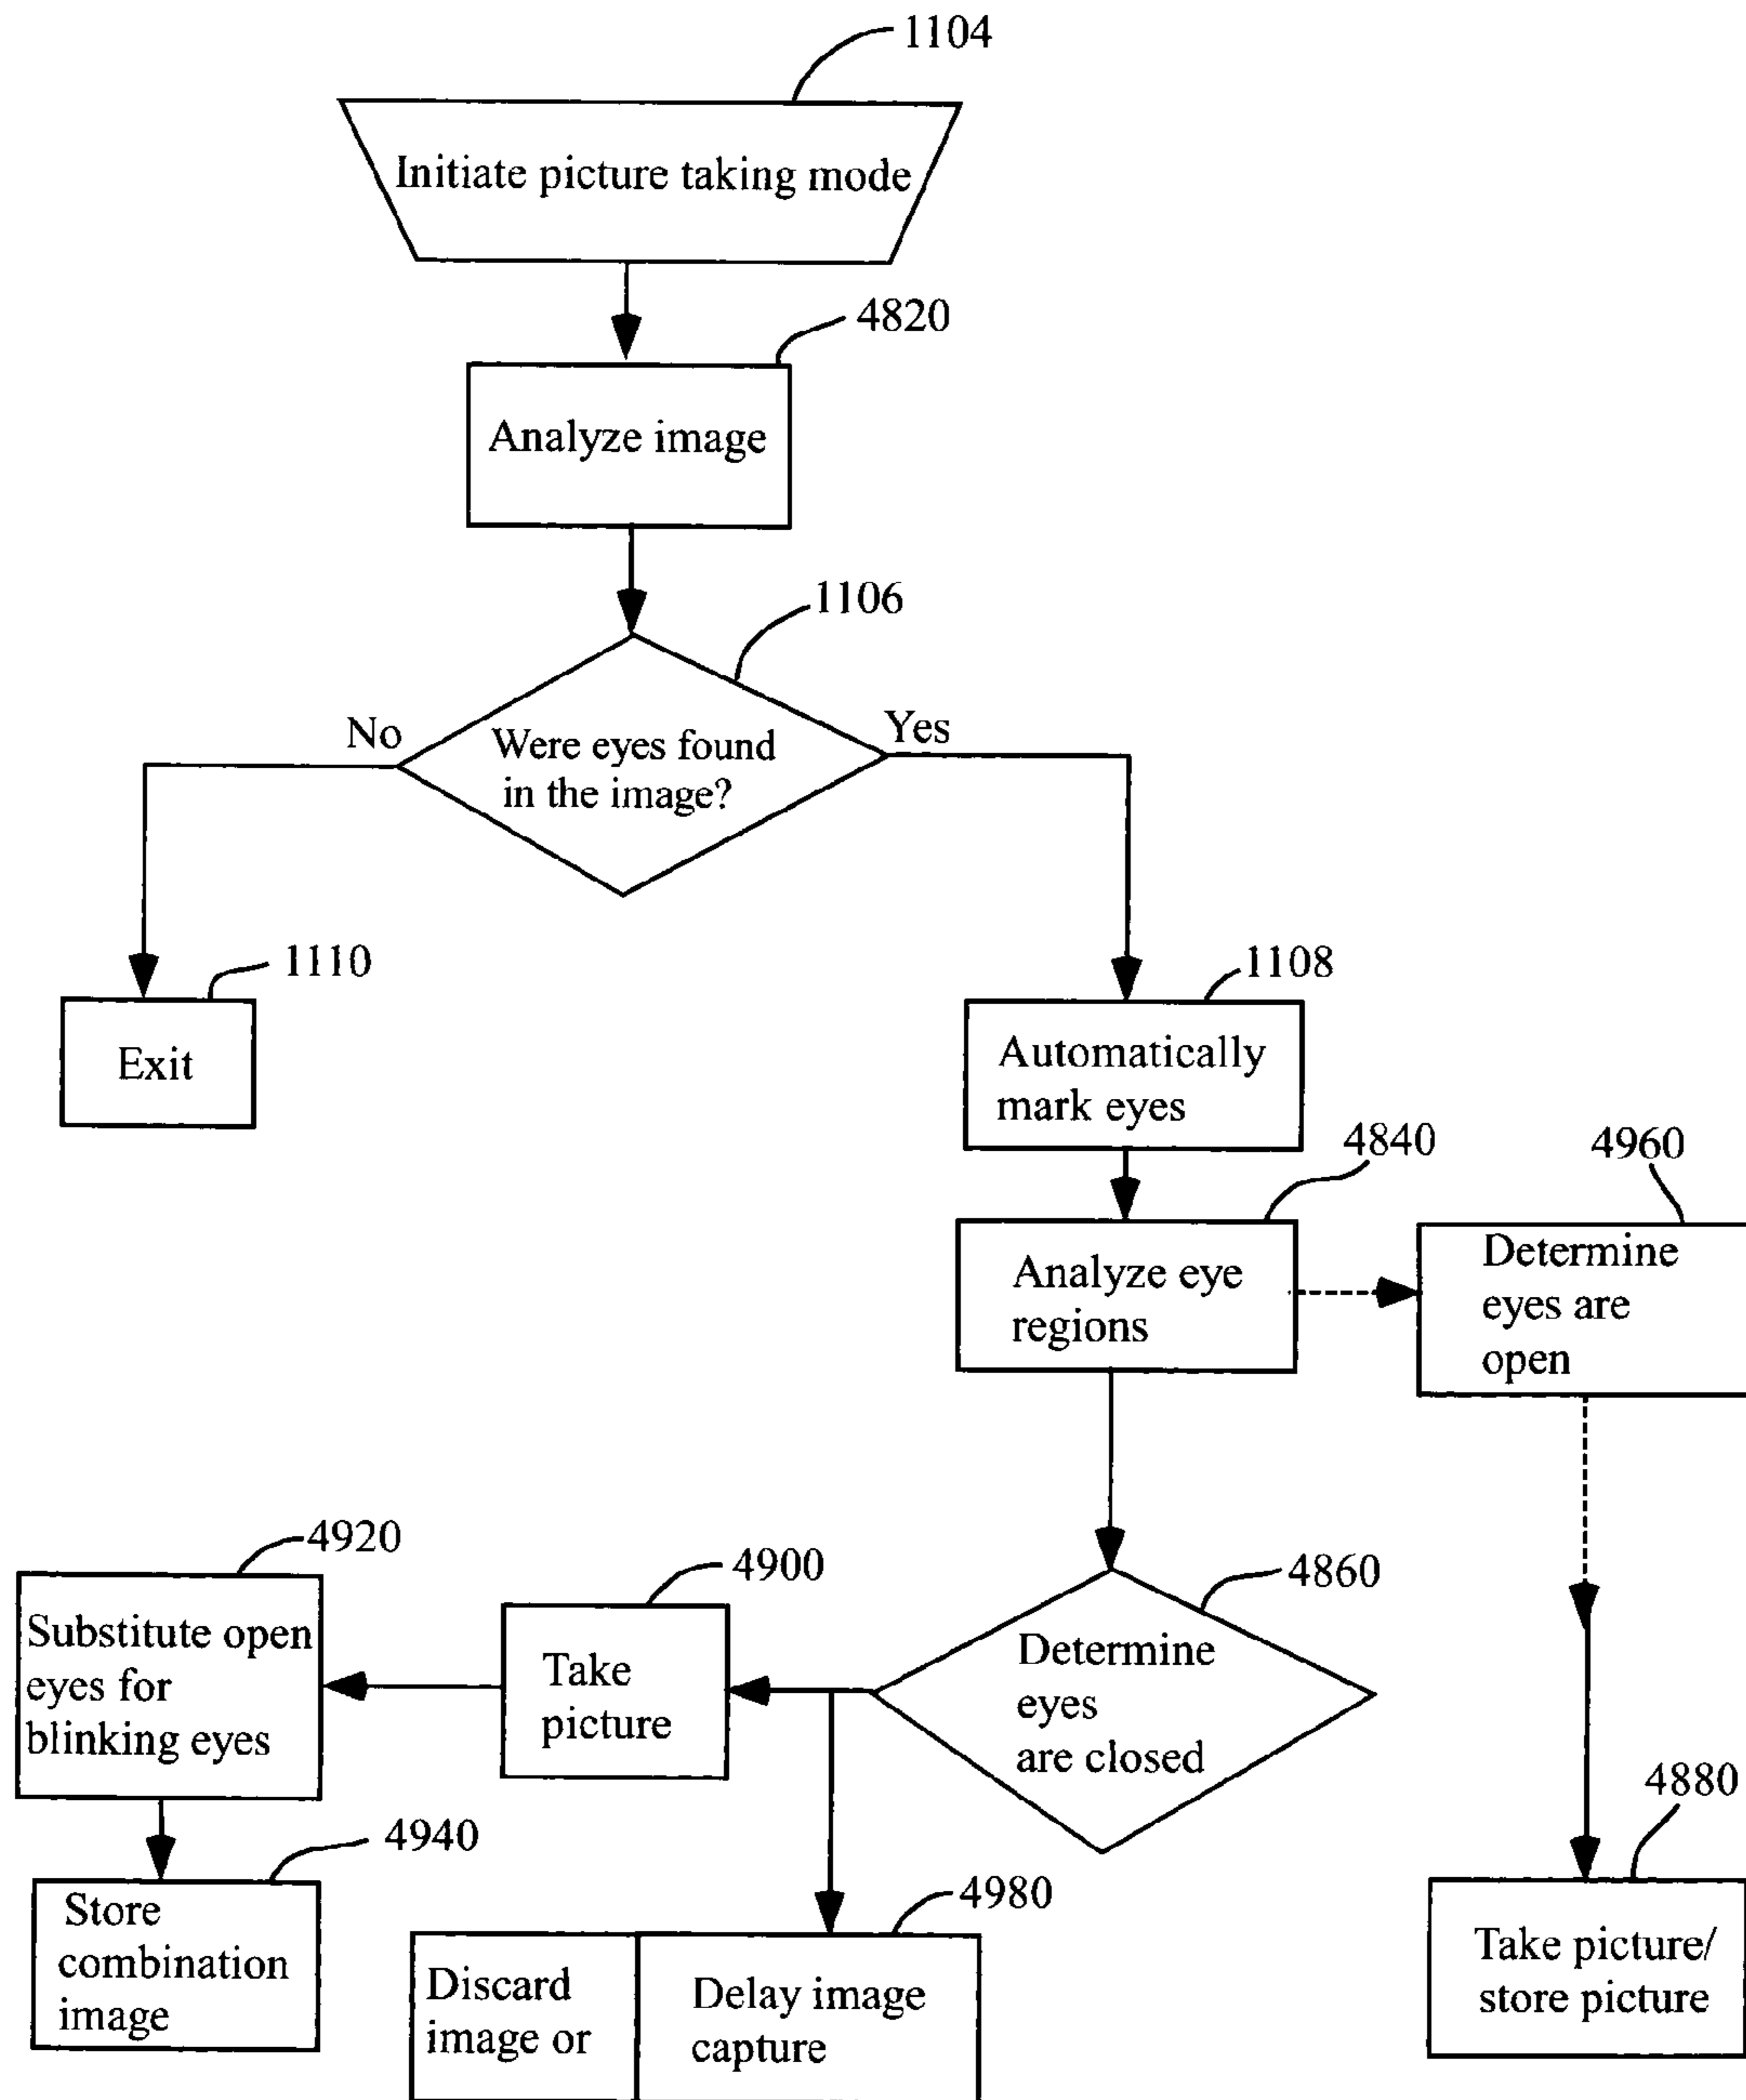 1104
Initiate picture taking mode
4820
Analyze image
1106
No
Yes
Were eyes found
in the image?
1110
Exit
1108
Automatically
mark eyes
4840
Analyze eye
regions
4960
Determine
eyes are
open
4860
Determine
eyes
are closed
4900
Take
picture
4920
Substitute open
eyes for
blinking eyes
4940
Store
combination
image
4980
Discard
image or
Delay image
capture
4880
Take picture/
store picture